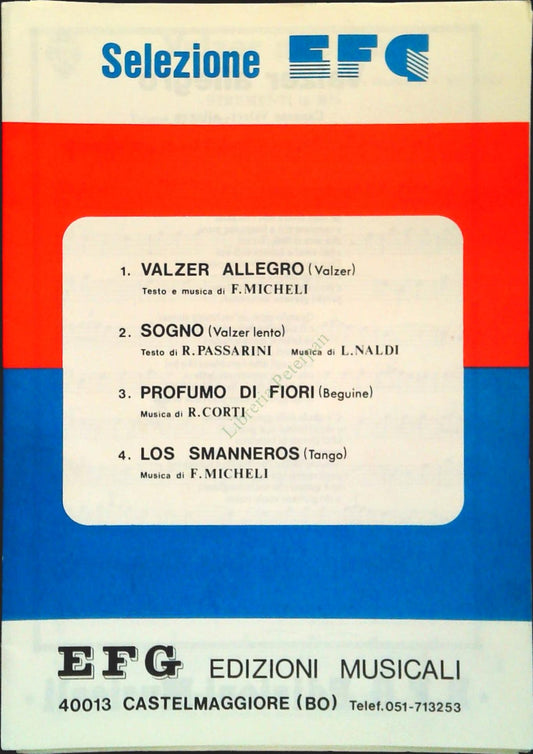 Selezione EFG
1. VALZER ALLEGRO (Valzer)
Testo e musica di F. MICHELI
2. SOGNO (Valzer lento)
Testo di R. PASSARINI Musica di L. NALDI
3. PROFUMO DI FIORI (Beguine)
Musica di R. CORTI
4. LOS SMANNEROS (Tango)
Musica di F. MICHELI
Libreria Peterpan
EFG EDIZIONI MUSICALI
40013 CASTELMAGGIORE (BO) Telef. 051-713253